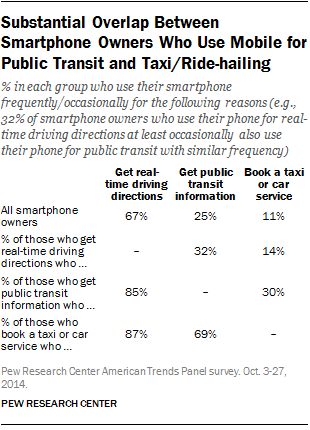 Substantial Overlap Between
Smartphone Owners Who Use Mobile for
Public Transit and Taxi/Ride-hailing
% in each group who use their smartphone
frequently/occasionally for the following reasons (e.g.,
32% of smartphone owners who use their phone for real-
time driving directions at least occasionally also use
their phone for public transit with similar frequency)
Get real-
time driving
directions
Get public
transit
information
Book a taxi
or car
service
All smartphone
owners
67% 25% 11%
% of those who get
real-time driving
directions who ...
– 32% 14%
% of those who get
public transit
information who ...
85% – 30%
% of those who
book a taxi or car
service who ...
87% 69% –
Pew Research Center American Trends Panel survey. Oct. 3-27,
2014.
PEW RESEARCH CENTER